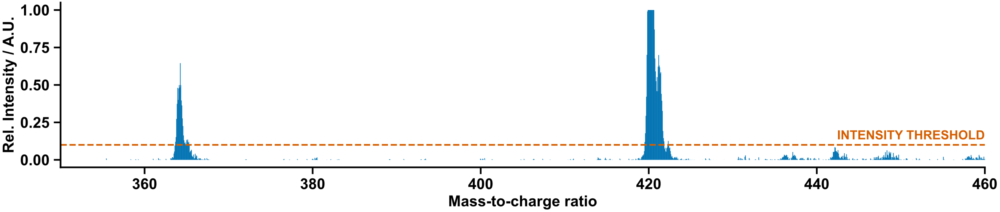 Rel. Intensity / A.U.
1.00
0.75
0.50
0.25
0.00
INTENSITY THRESHOLD
360 380 400 420 440 460
Mass-to-charge ratio